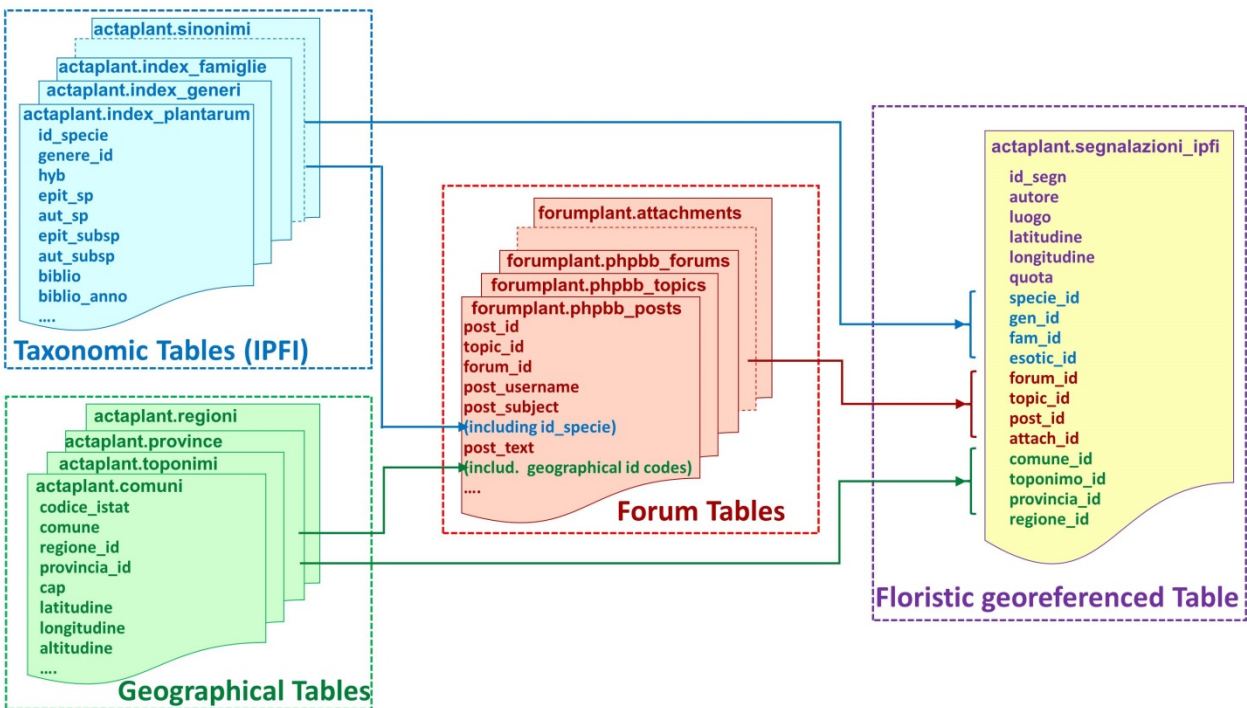 actaplant.sinonimi
actaplant.index_famiglie
actaplant.index_generi
actaplant.index_plantarum
id_specie
genere_id
hyb
epit_sp
aut_sp
epit_subsp
aut_subsp
biblio
biblio_anno
....
Taxonomic Tables (IPFI)
actaplant.regioni
actaplant.province
actaplant.toponimi
actaplant.comuni
codice_istat
comune
regione_id
provincia_id
cap
latitudine
longitudine
altitudine
....
Geographical Tables
forumplant.attachments
forumplant.phpbb_forums
forumplant.phpbb_topics
forumplant.phpbb_posts
post_id
topic_id
forum_id
post_username
post_subject
(including id_specie)
post_text
(includ. geographical id codes)
....
Forum Tables
actaplant.segnalazioni_ipfi
id_segn
autore
luogo
latitudine
longitudine
quota
specie_id
gen_id
fam_id
esotic_id
forum_id
topic_id
post_id
attach_id
comune_id
toponimo_id
provincia_id
regione_id
Floristic georeferenced Table